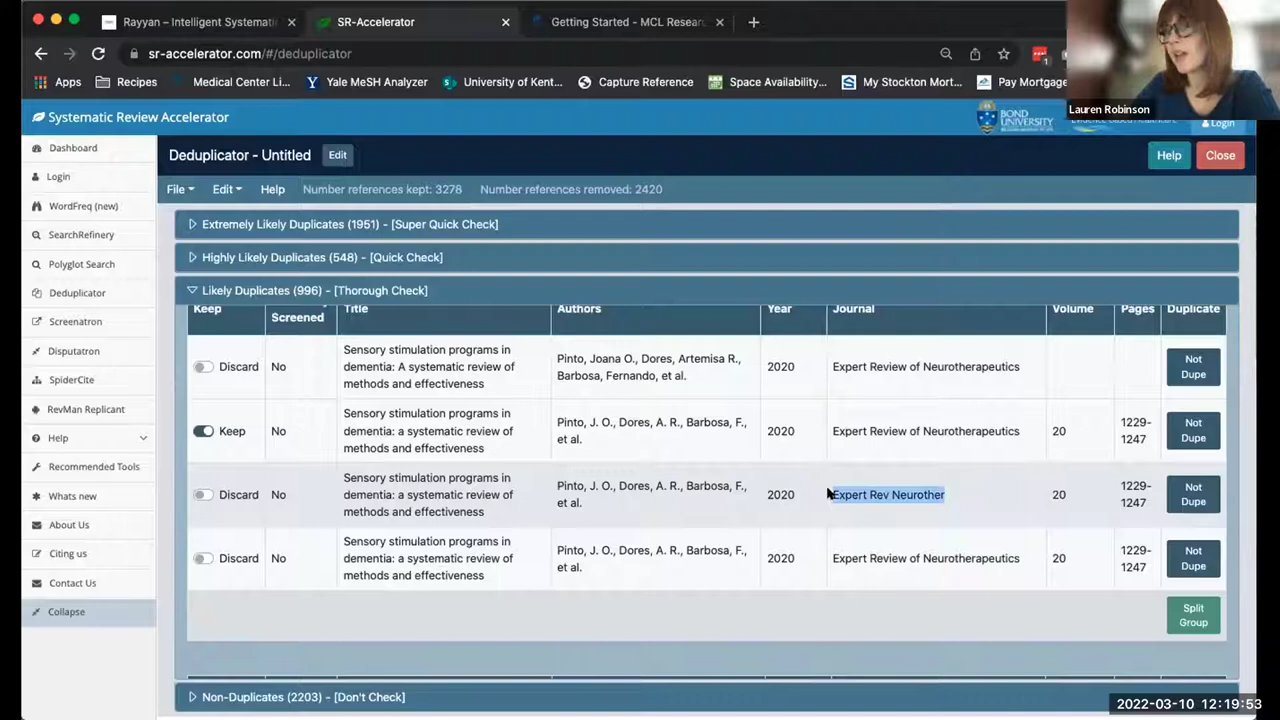 Rayyan – Intelligent Systemati
SR-Accelerator
Getting Started - MCL Resear
sr-accelerator.com/#/deduplicator
1
Apps
Recipes
Medical Center Li...
Yale MeSH Analyzer
University of Kent...
Capture Reference
Space Availability...
My Stockton Mort...
Pay Mortgage
Lauren Robinson
Systematic Review Accelerator
BOND
UNIVERSITY
Login
Dashboard
Login
WordFreq (new)
SearchRefinery
Polyglot Search
Deduplicator
Screenatron
Disputatron
SpiderCite
RevMan Replicant
Help
Recommended Tools
Whats new
About Us
Citing us
Contact Us
Collapse
Deduplicator - Untitled
Edit
Help
Close
File
Edit
Help
Number references kept: 3278
Number references removed: 2420
Extremely Likely Duplicates (1951) - [Super Quick Check]
Highly Likely Duplicates (548) - [Quick Check]
Likely Duplicates (996) - [Thorough Check]
Keep
Screened
Title
Authors
Year
Journal
Volume
Pages
Duplicate
Discard
No
Sensory stimulation programs in
dementia: A systematic review of
methods and effectiveness
Pinto, Joana O., Dores, Artemisa R.,
Barbosa, Fernando, et al.
2020
Expert Review of Neurotherapeutics
Not
Dupe
Keep
No
Sensory stimulation programs in
dementia: a systematic review of
methods and effectiveness
Pinto, J. O., Dores, A. R., Barbosa, F.,
et al.
2020
Expert Review of Neurotherapeutics
20
1229-
1247
Not
Dupe
Discard
No
Sensory stimulation programs in
dementia: a systematic review of
methods and effectiveness
Pinto, J. O., Dores, A. R., Barbosa, F.,
et al.
2020
Expert Rev Neurother
20
1229-
1247
Not
Dupe
Discard
No
Sensory stimulation programs in
dementia: a systematic review of
methods and effectiveness
Pinto, J. O., Dores, A. R., Barbosa, F.,
et al.
2020
Expert Review of Neurotherapeutics
20
1229-
1247
Not
Dupe
Split
Group
Non-Duplicates (2203) - [Don't Check]
2022-03-10 12:19:53